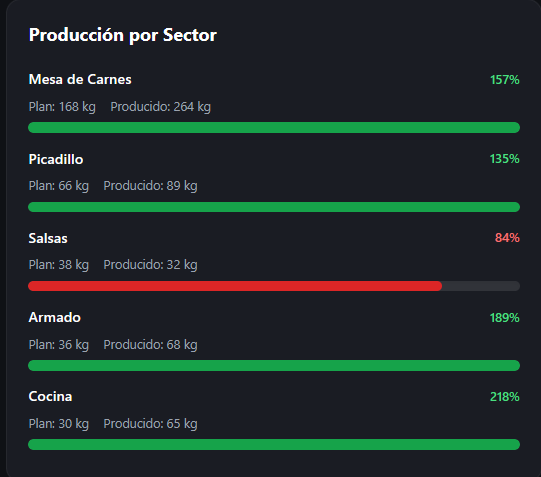 Producción por Sector
Mesa de Carnes 157%
Plan: 168 kg Producido: 264 kg
Picadillo 135%
Plan: 66 kg Producido: 89 kg
Salsas 84%
Plan: 38 kg Producido: 32 kg
Armado 189%
Plan: 36 kg Producido: 68 kg
Cocina 218%
Plan: 30 kg Producido: 65 kg